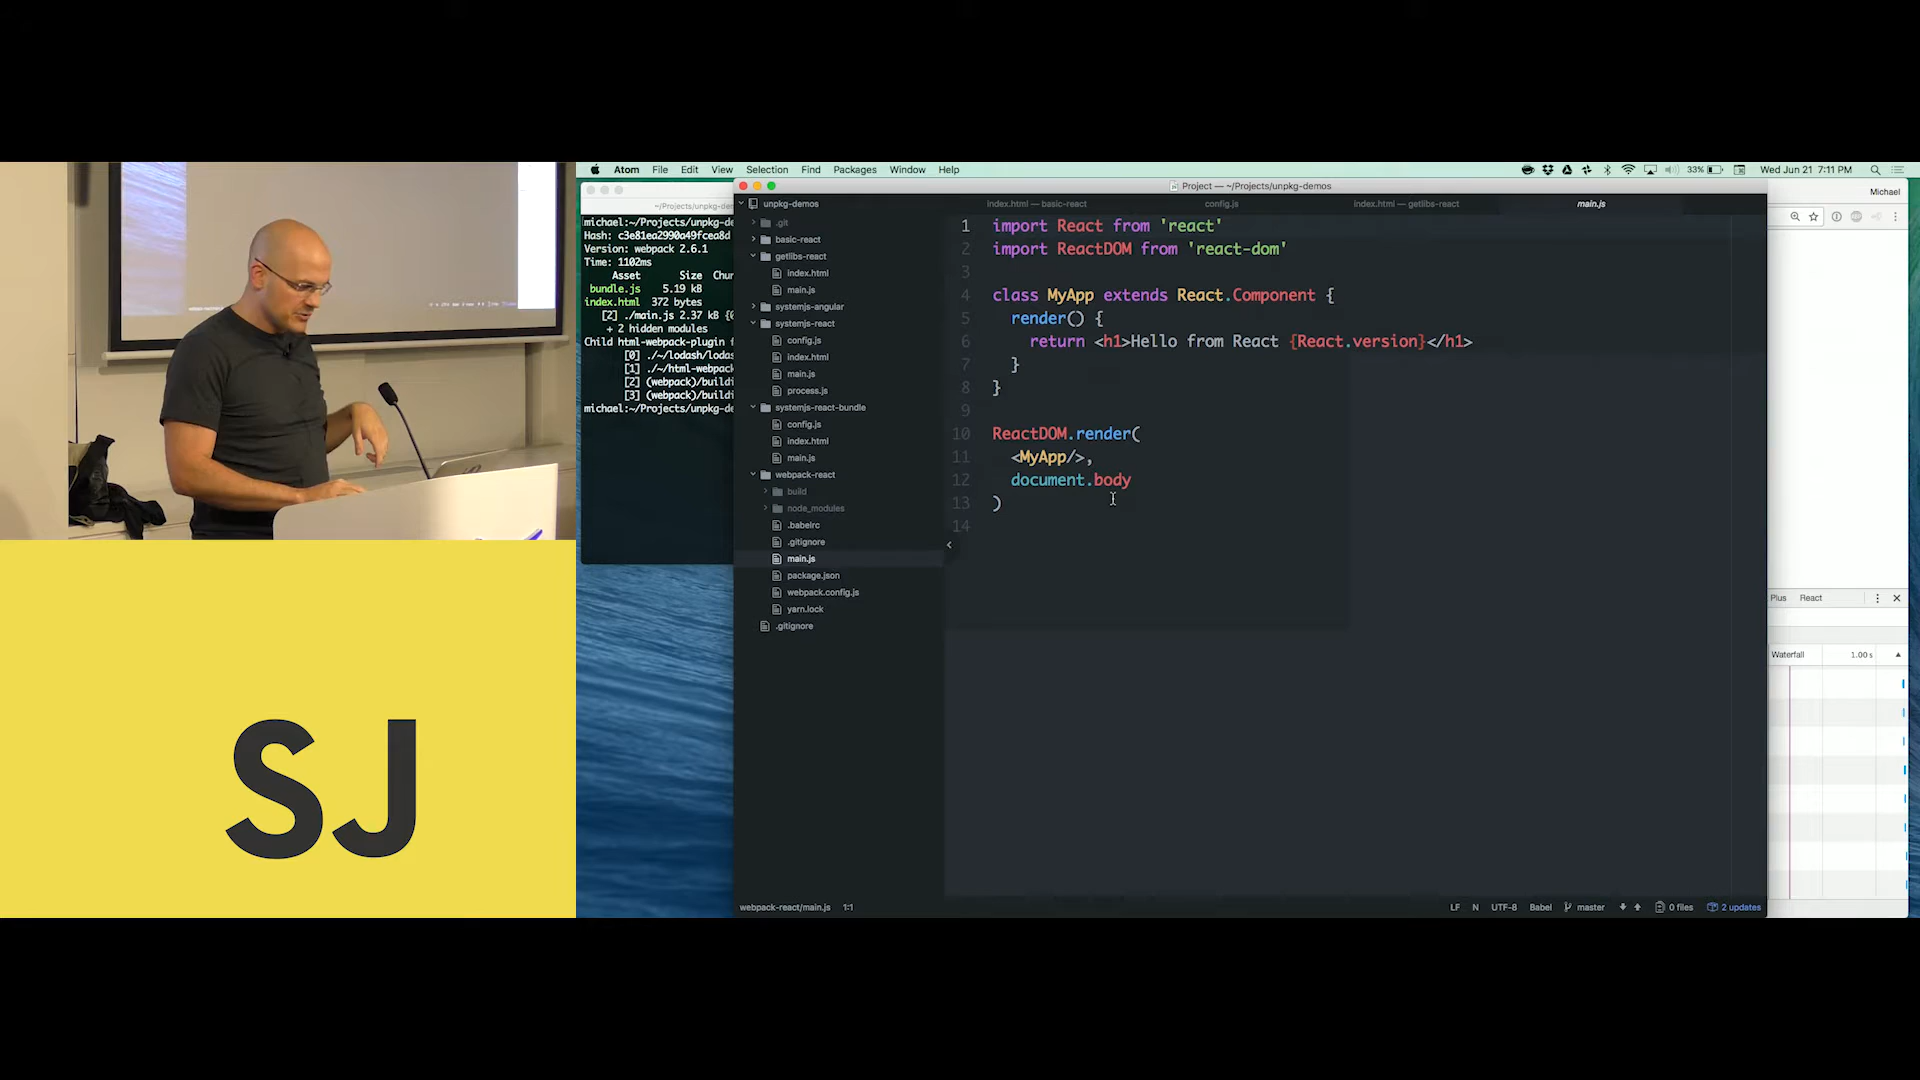 Atom File Edit View Selection Find Packages Window Help
33%
Wed Jun 21 7:11 PM
Project — ~/Projects/unpkg-demos
Michael
~/Projects/unpkg-d
michael:~/Projects/unpkg-de
Hash: c3e81ea2990a49fcea8d
Version: webpack 2.6.1
Time: 1102ms
Asset Size Chun
bundle.js 5.19 kB
index.html 372 bytes
[2] ./main.js 2.37 kB {0
+ 2 hidden modules
Child html-webpack-plugin f
[0] ./~/lodash/lodas
[1] ./~/html-webpack
[2] (webpack)/buildi
[3] (webpack)/buildi
michael:~/Projects/unpkg-de
unpkg-demos
.git
basic-react
getlibs-react
index.html
main.js
systemjs-angular
systemjs-react
config.js
index.html
main.js
process.js
systemjs-react-bundle
config.js
index.html
main.js
webpack-react
build
node_modules
.babelrc
.gitignore
main.js
package.json
webpack.config.js
yarn.lock
.gitignore
index.html — basic-react
config.js
index.html — getlibs-react
main.js
1 import React from 'react'
2 import ReactDOM from 'react-dom'
3
4 class MyApp extends React.Component {
5 render() {
6 return <h1>Hello from React {React.version}</h1>
7 }
8 }
9
10 ReactDOM.render(
11 <MyApp/>,
12 document.body
13 )
14
webpack-react/main.js 1:1
LF N UTF-8 Babel master 0 files 2 updates
Plus React
Waterfall 1.00 s
SJ